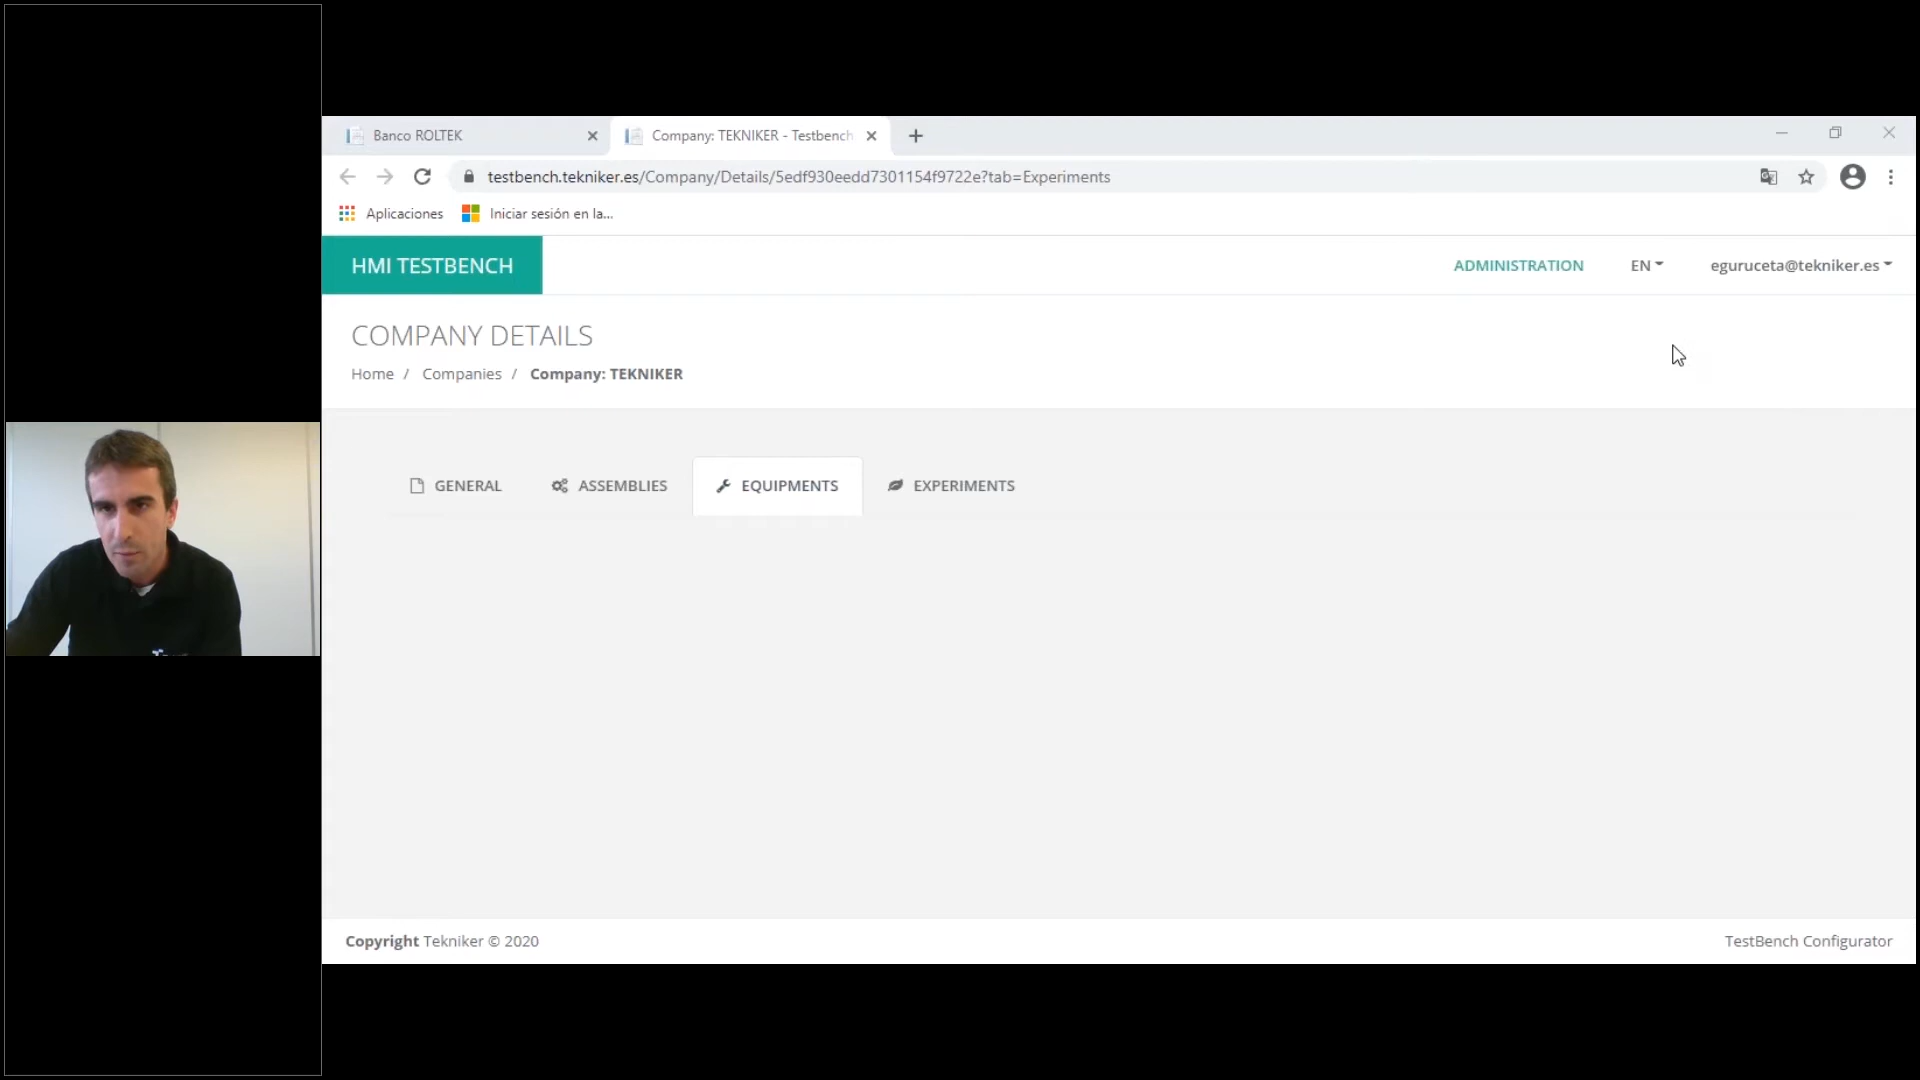 Banco ROLTEK
Company: TEKNIKER - Testbench
testbench.tekniker.es/Company/Details/5edf930eedd7301154f9722e?tab=Experiments
Aplicaciones
Iniciar sesión en la...
HMI TESTBENCH
ADMINISTRATION
EN
eguruceta@tekniker.es
COMPANY DETAILS
Home / Companies / Company: TEKNIKER
GENERAL
ASSEMBLIES
EQUIPMENTS
EXPERIMENTS
Copyright Tekniker © 2020
TestBench Configurator